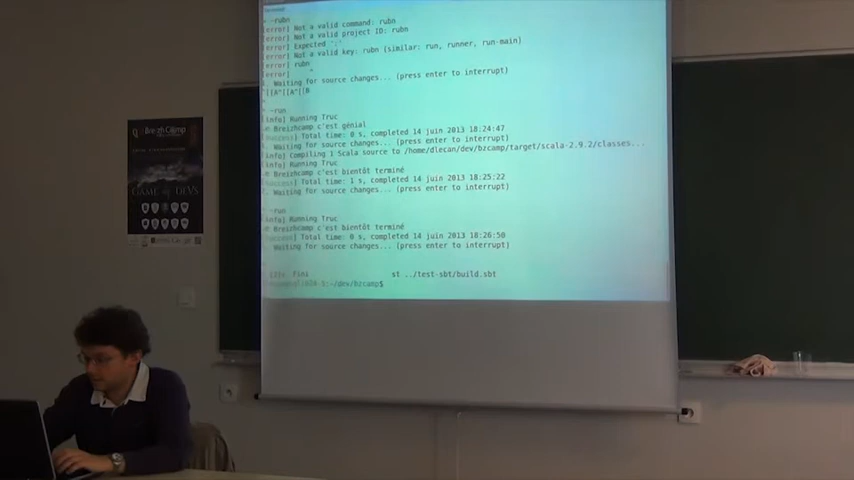 > ~rubn
[error] Not a valid command: rubn
[error] Not a valid project ID: rubn
[error] Expected ':'
[error] Not a valid key: rubn (similar: run, runner, run-main)
[error] rubn
[error]     ^
Waiting for source changes... (press enter to interrupt)
> ~run
[info] Running Truc
Breizhcamp c'est génial
[success] Total time: 0 s, completed 14 juin 2013 18:24:47
Waiting for source changes... (press enter to interrupt)
[info] Compiling 1 Scala source to /home/dlecan/dev/bzcamp/target/scala-2.9.2/classes...
[info] Running Truc
Breizhcamp c'est bientôt terminé
[success] Total time: 1 s, completed 14 juin 2013 18:25:22
Waiting for source changes... (press enter to interrupt)
> ~run
[info] Running Truc
Breizhcamp c'est bientôt terminé
[success] Total time: 0 s, completed 14 juin 2013 18:26:50
Waiting for source changes... (press enter to interrupt)
Fini st ../test-sbt/build.sbt
:~/dev/bzcamp$
BreizhCamp
GAME of DEVS
Google